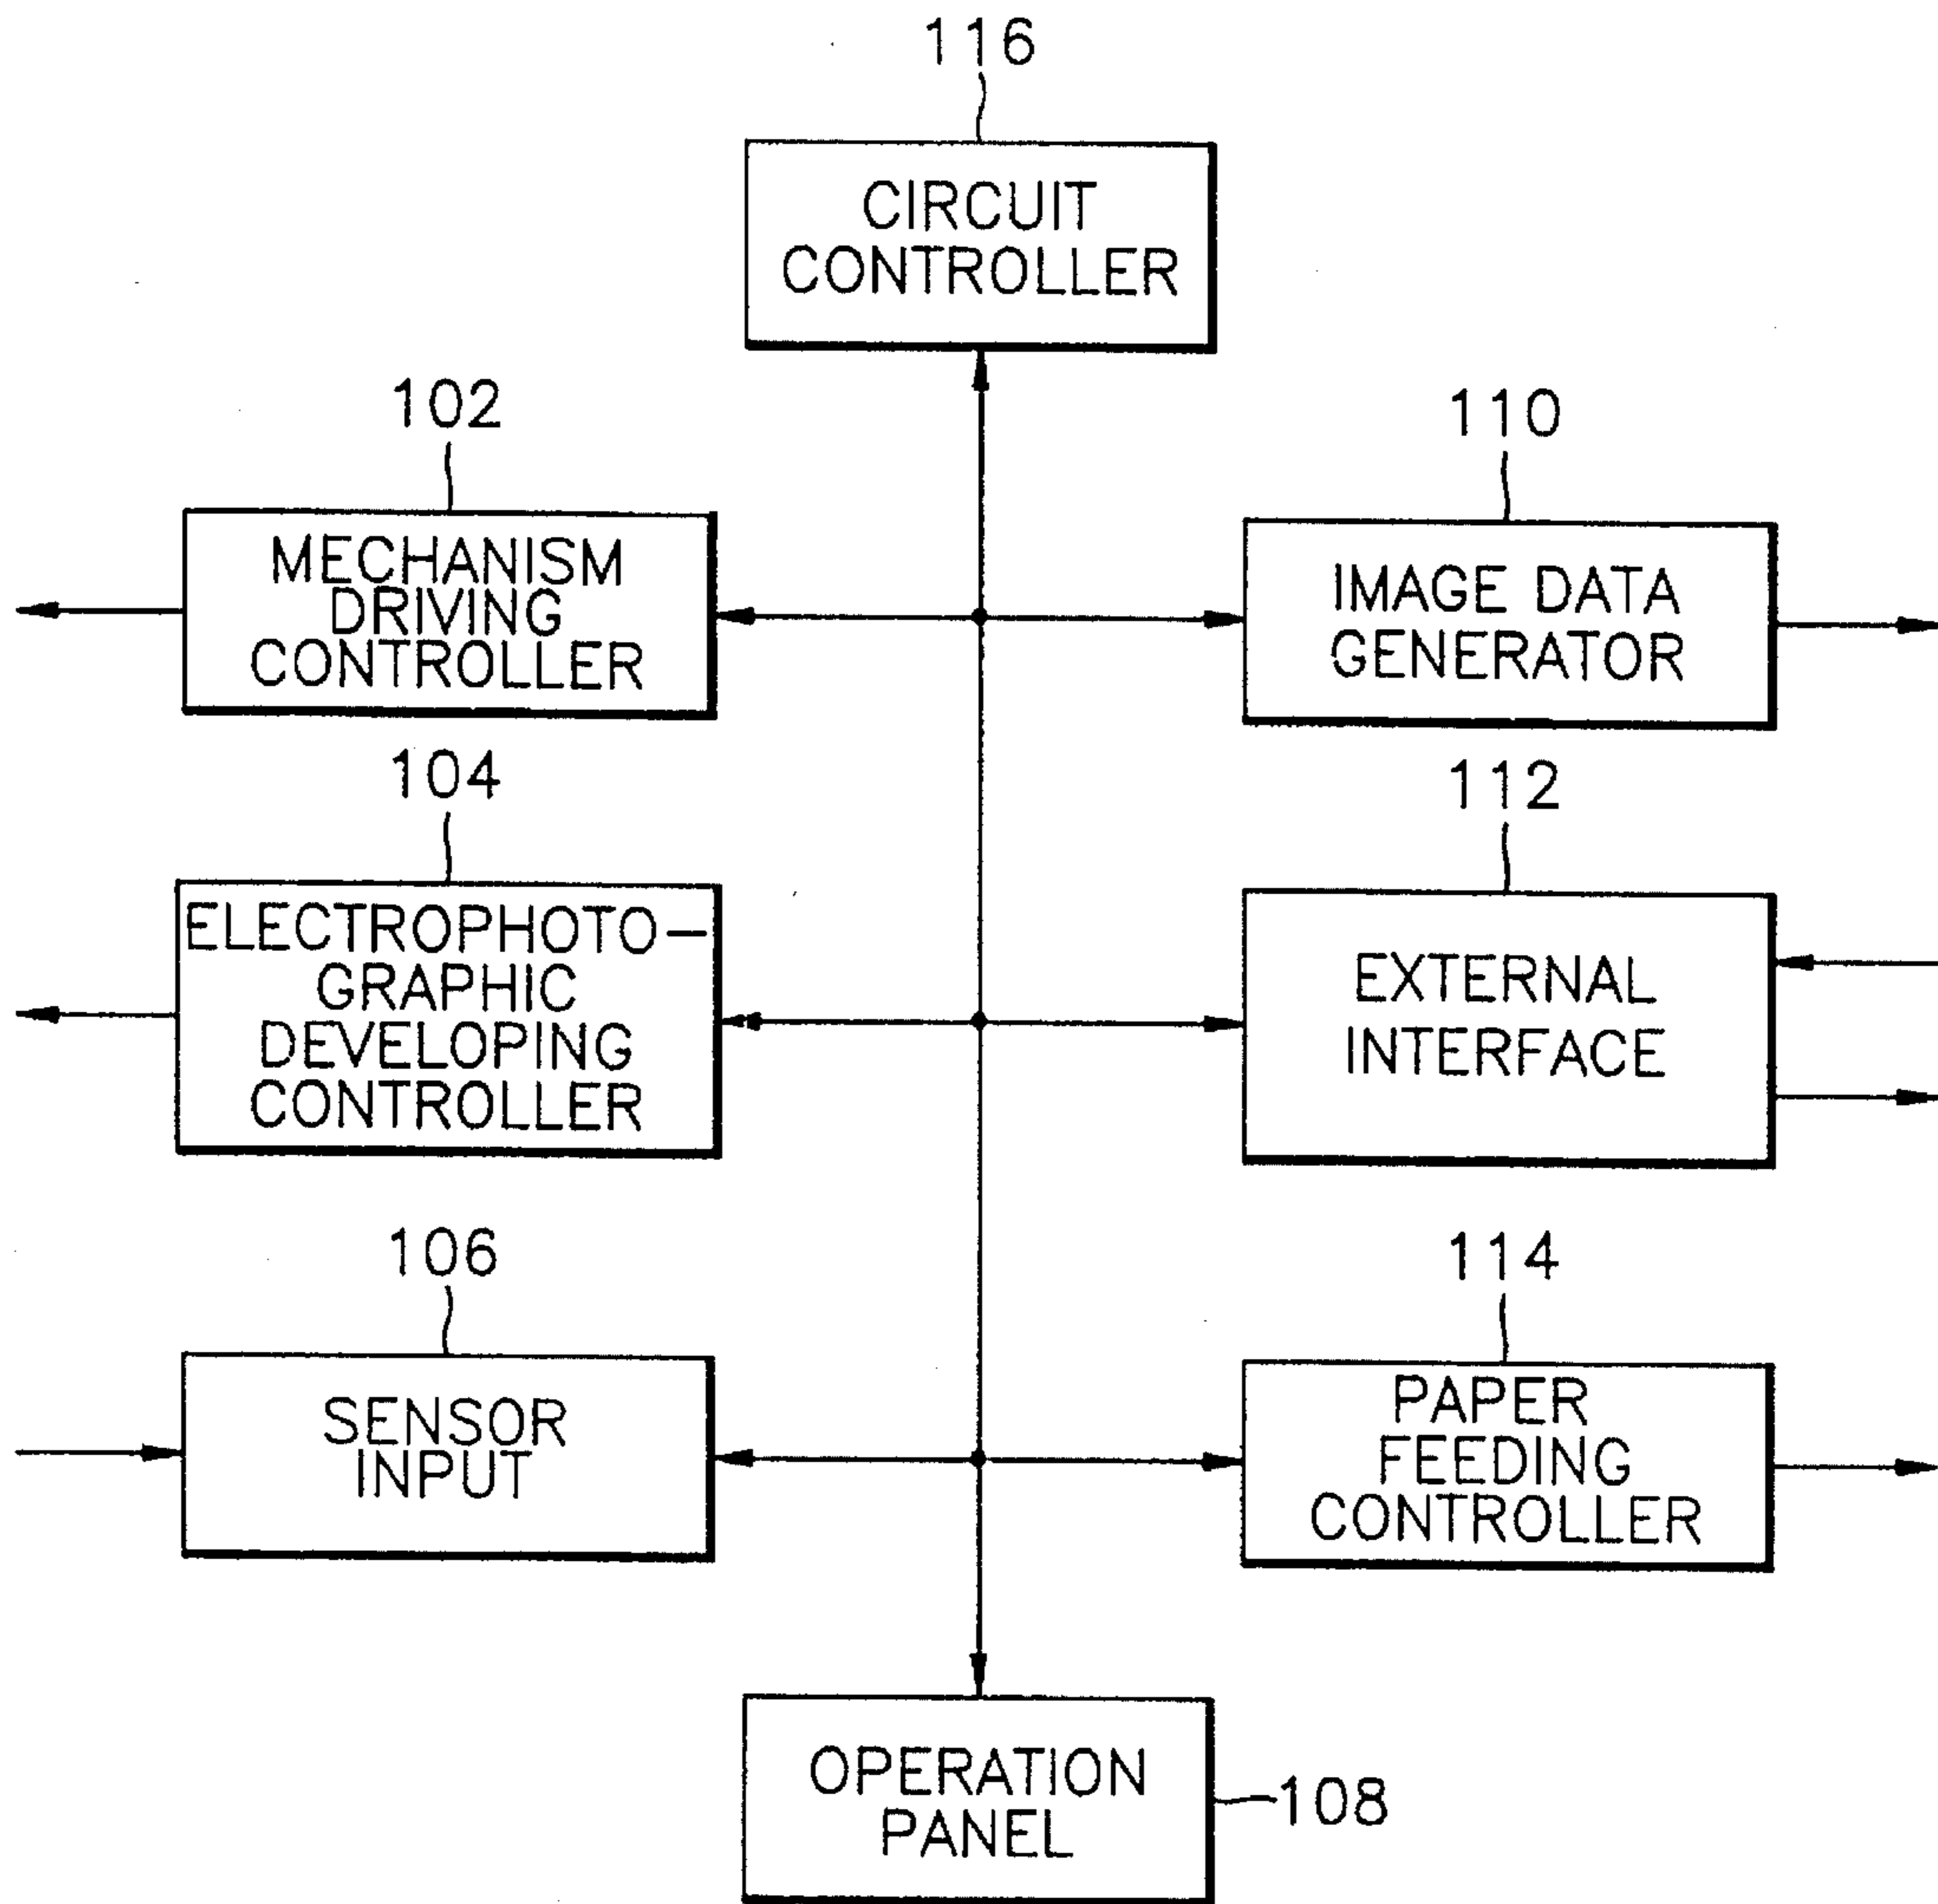 116
CIRCUIT
CONTROLLER
102
MECHANISM
DRIVING
CONTROLLER
110
IMAGE DATA
GENERATOR
104
ELECTROPHOTO-
GRAPHIC
DEVELOPING
CONTROLLER
112
EXTERNAL
INTERFACE
106
SENSOR
INPUT
114
PAPER
FEEDING
CONTROLLER
OPERATION
PANEL
108